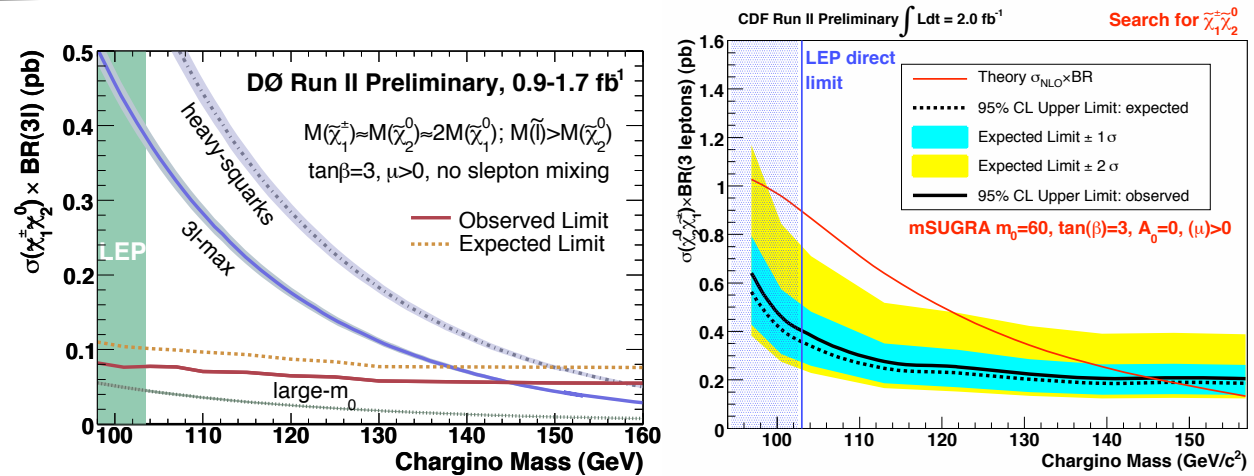 σ(χ̃₁±χ̃₂⁰) × BR(3l) (pb)
0.5
0.4
0.3
0.2
0.1
0
DØ Run II Preliminary, 0.9-1.7 fb⁻¹
M(χ̃₁±)≈M(χ̃₂⁰)≈2M(χ̃₁⁰); M(l̃)>M(χ̃₂⁰)
tanβ=3, μ>0, no slepton mixing
Observed Limit
Expected Limit
heavy-squarks
LEP
3l-max
large-m₀
100 110 120 130 140 150 160
Chargino Mass (GeV)
CDF Run II Preliminary ∫ Ldt = 2.0 fb⁻¹
Search for χ̃₁±χ̃₂⁰
σ(χ̃₂⁰χ̃₁±)×BR(3 leptons) (pb)
1.6
1.4
1.2
1
0.8
0.6
0.4
0.2
0
LEP direct
limit
Theory σNLO×BR
95% CL Upper Limit: expected
Expected Limit ± 1σ
Expected Limit ± 2σ
95% CL Upper Limit: observed
mSUGRA m₀=60, tan(β)=3, A₀=0, (μ)>0
100 110 120 130 140 150
Chargino Mass (GeV/c²)